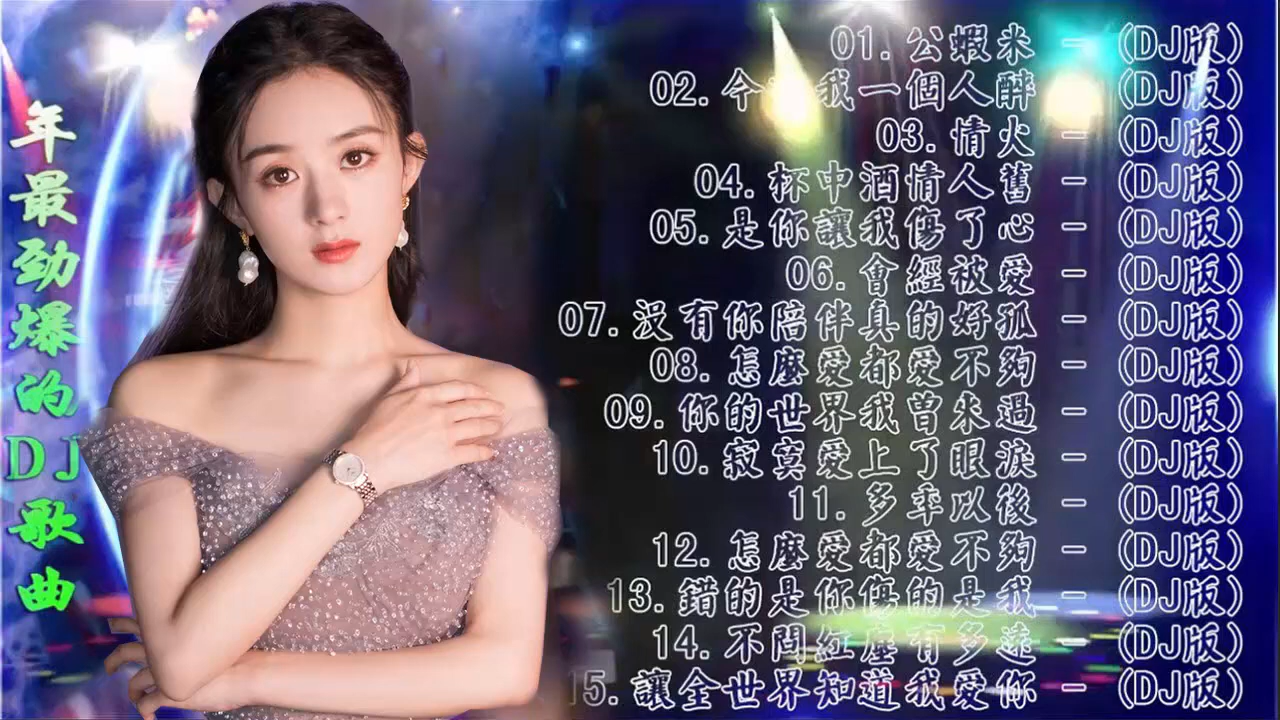 年最劲爆的DJ歌曲
01.公蝦米 - (DJ版)
02.今 我一個人醉 - (DJ版)
03.情火 - (DJ版)
04.杯中酒情人舊 - (DJ版)
05.是你讓我傷了心 - (DJ版)
06.會經被愛 - (DJ版)
07.没有你陪伴真的好孤 - (DJ版)
08.怎麼愛都愛不夠 - (DJ版)
09.你的世界我曾來過 - (DJ版)
10.寂寞愛上了眼淚 - (DJ版)
11.多年以後 - (DJ版)
12.怎麼愛都愛不夠 - (DJ版)
13.錯的是你傷的是我 - (DJ版)
14.不問紅塵有多遠 - (DJ版)
15.讓全世界知道我愛你 - (DJ版)